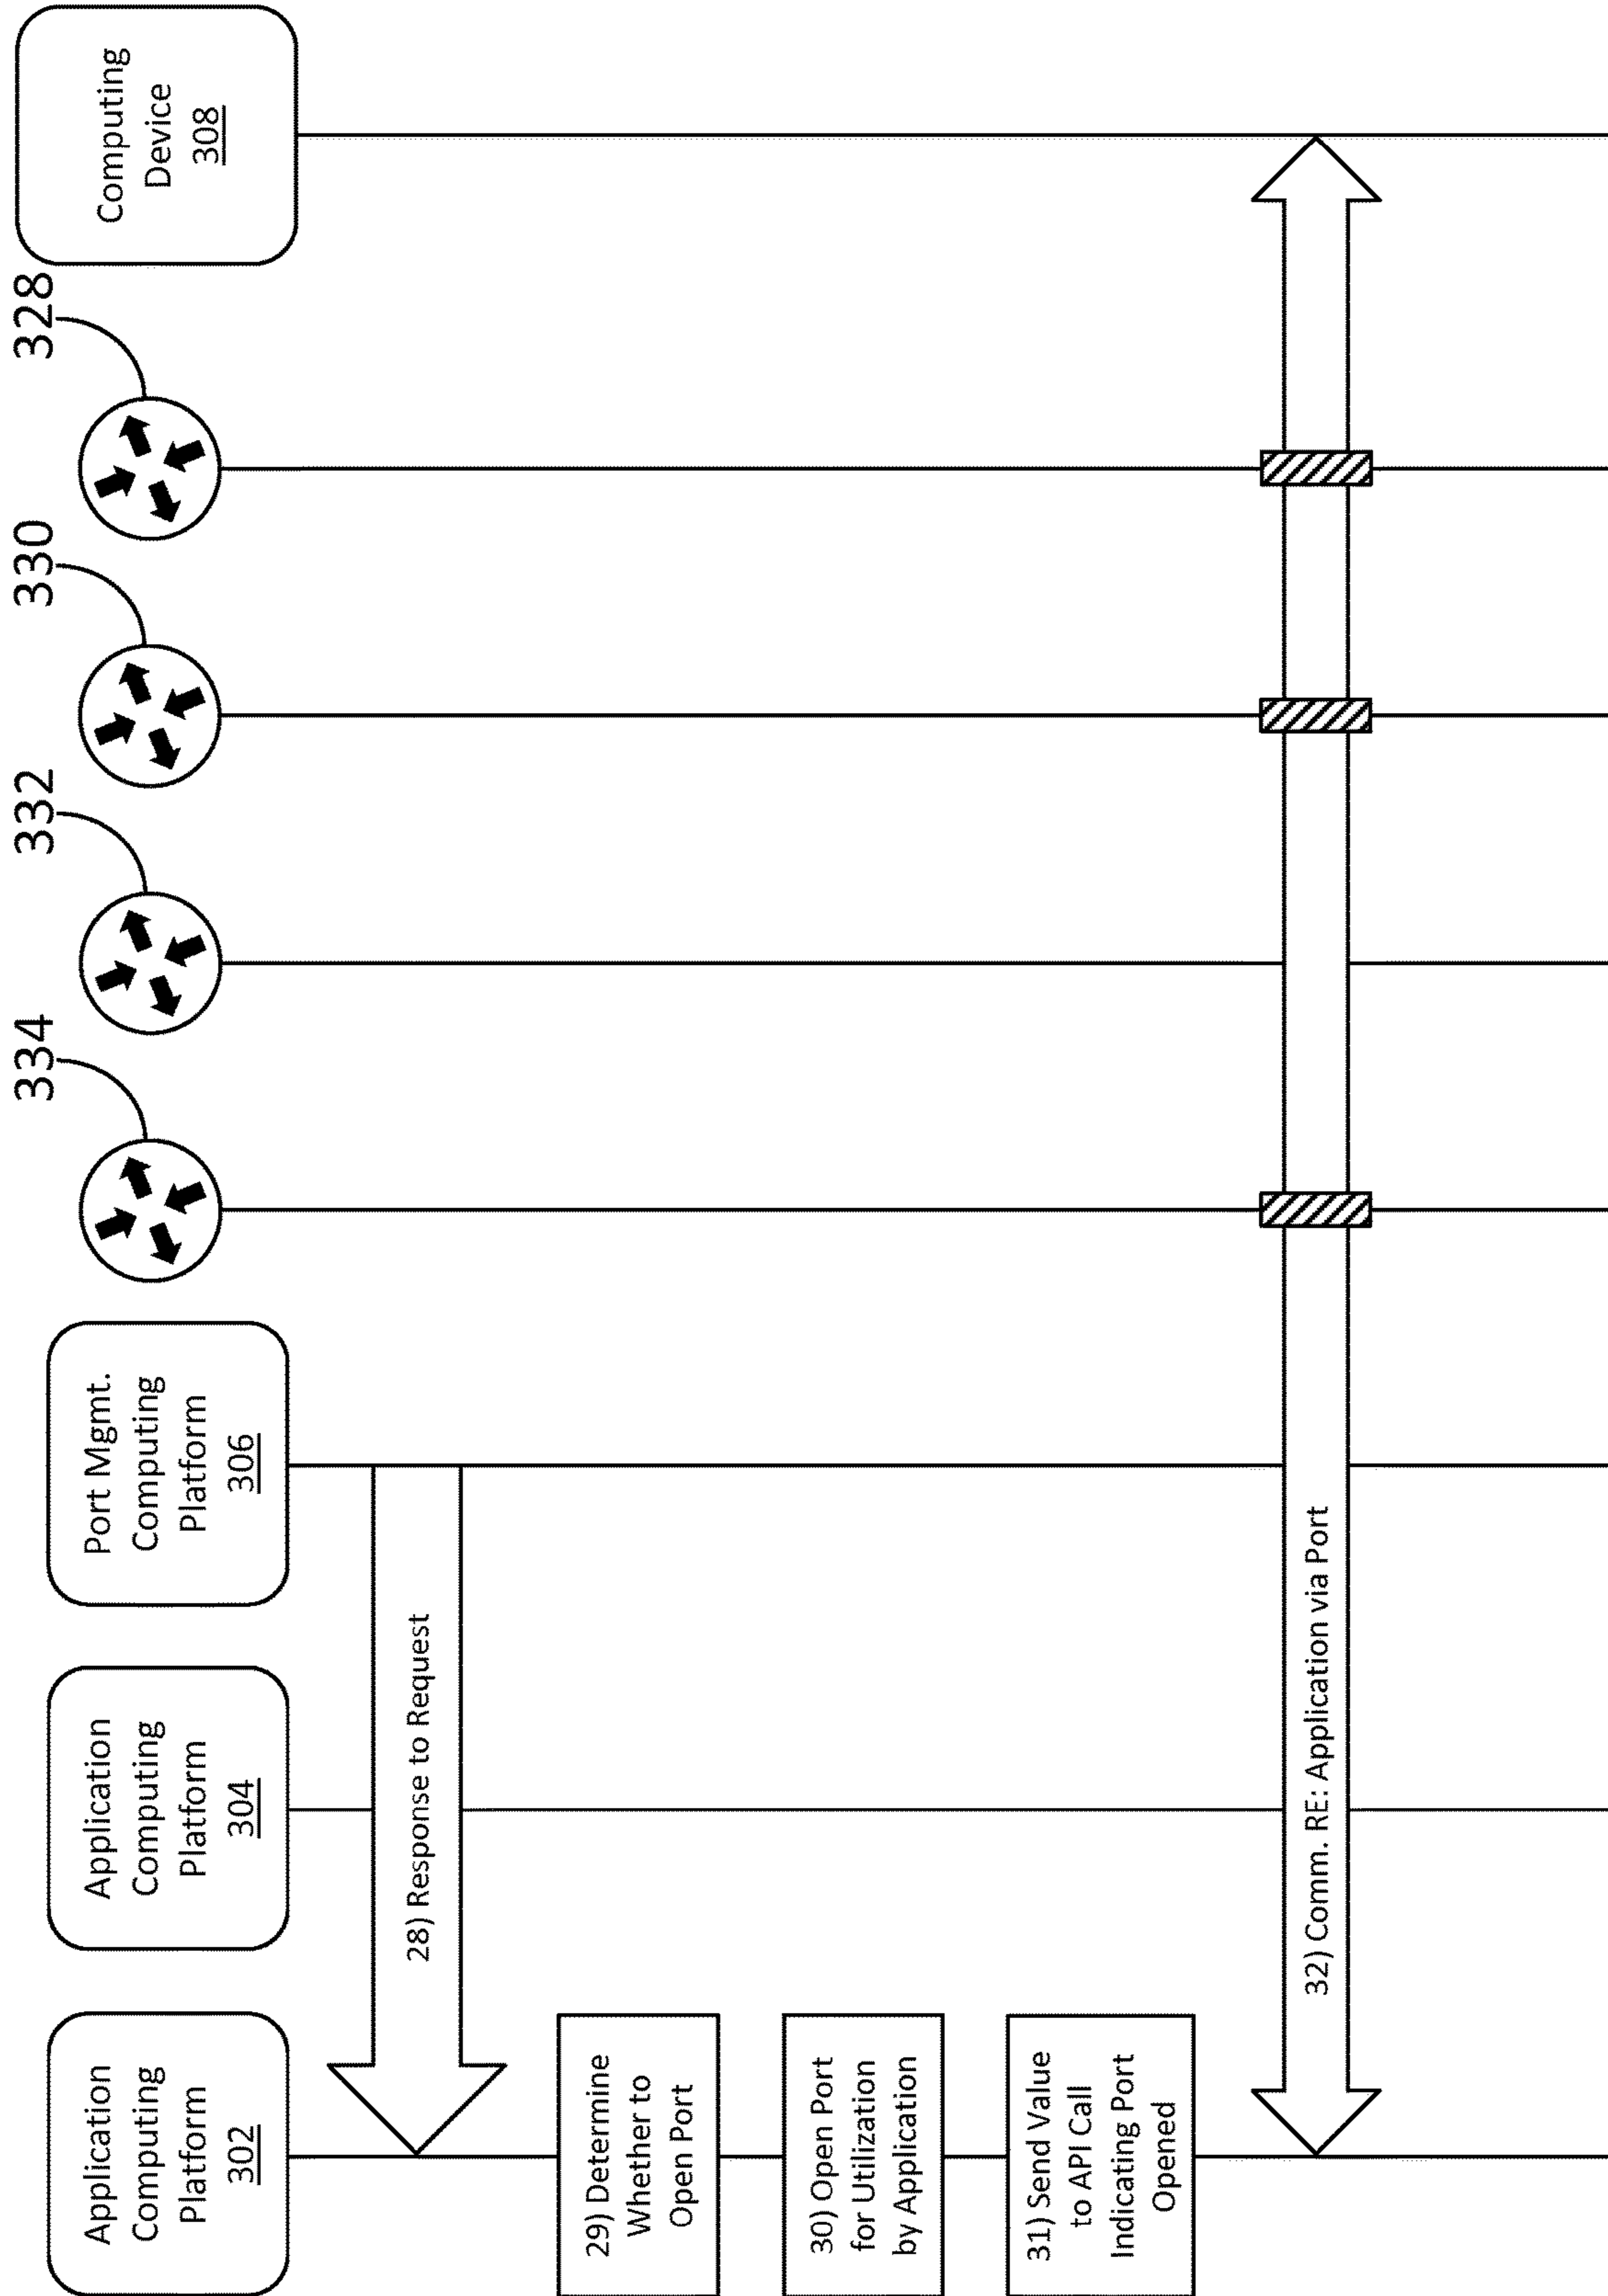 Application
Computing
Platform
302
Application
Computing
Platform
304
Port Mgmt.
Computing
Platform
306
334
332
330
328
Computing
Device
308
28) Response to Request
29) Determine
Whether to
Open Port
30) Open Port
for Utilization
by Application
31) Send Value
to API Call
Indicating Port
Opened
32) Comm. RE: Application via Port